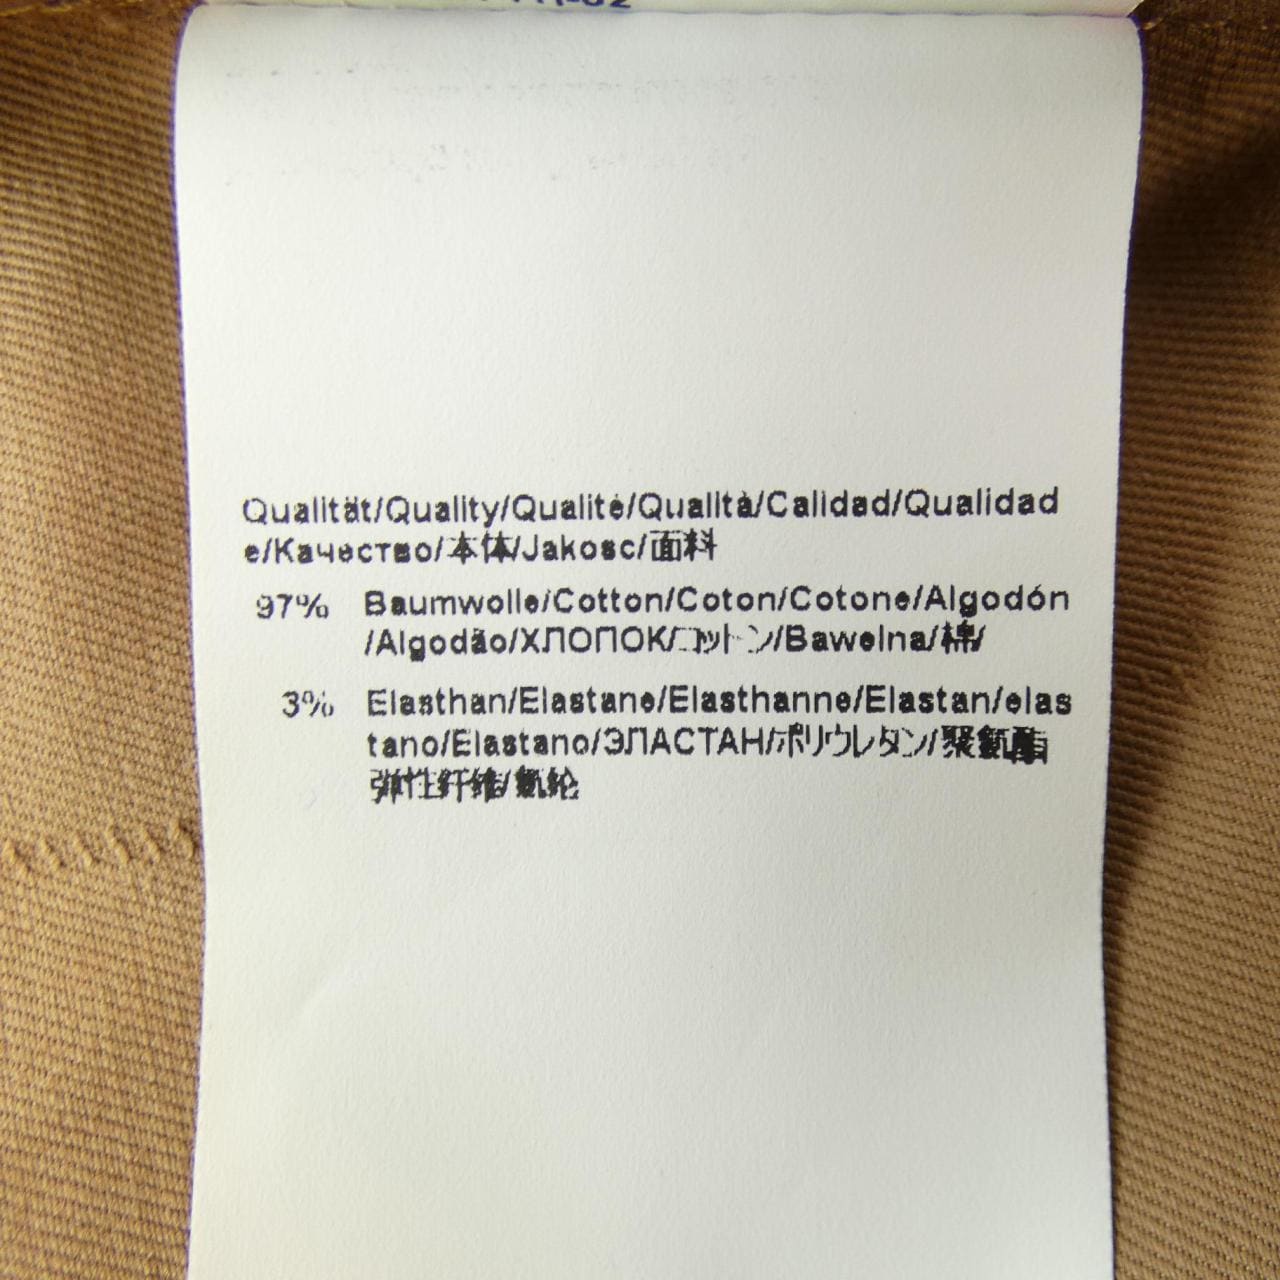 Qualität/Quality/Qualité/Qualità/Calidad/Qualidad
e/Качество/本体/Jakosc/面料
97% Baumwolle/Cotton/Coton/Cotone/Algodón
/Algodão/ХЛОПОК/コットン/Bawelna/棉/
3% Elasthan/Elastane/Elasthanne/Elastan/elas
tano/Elastano/ЭЛАСТАН/ポリウレタン/聚氨酯
弹性纤维/氨纶